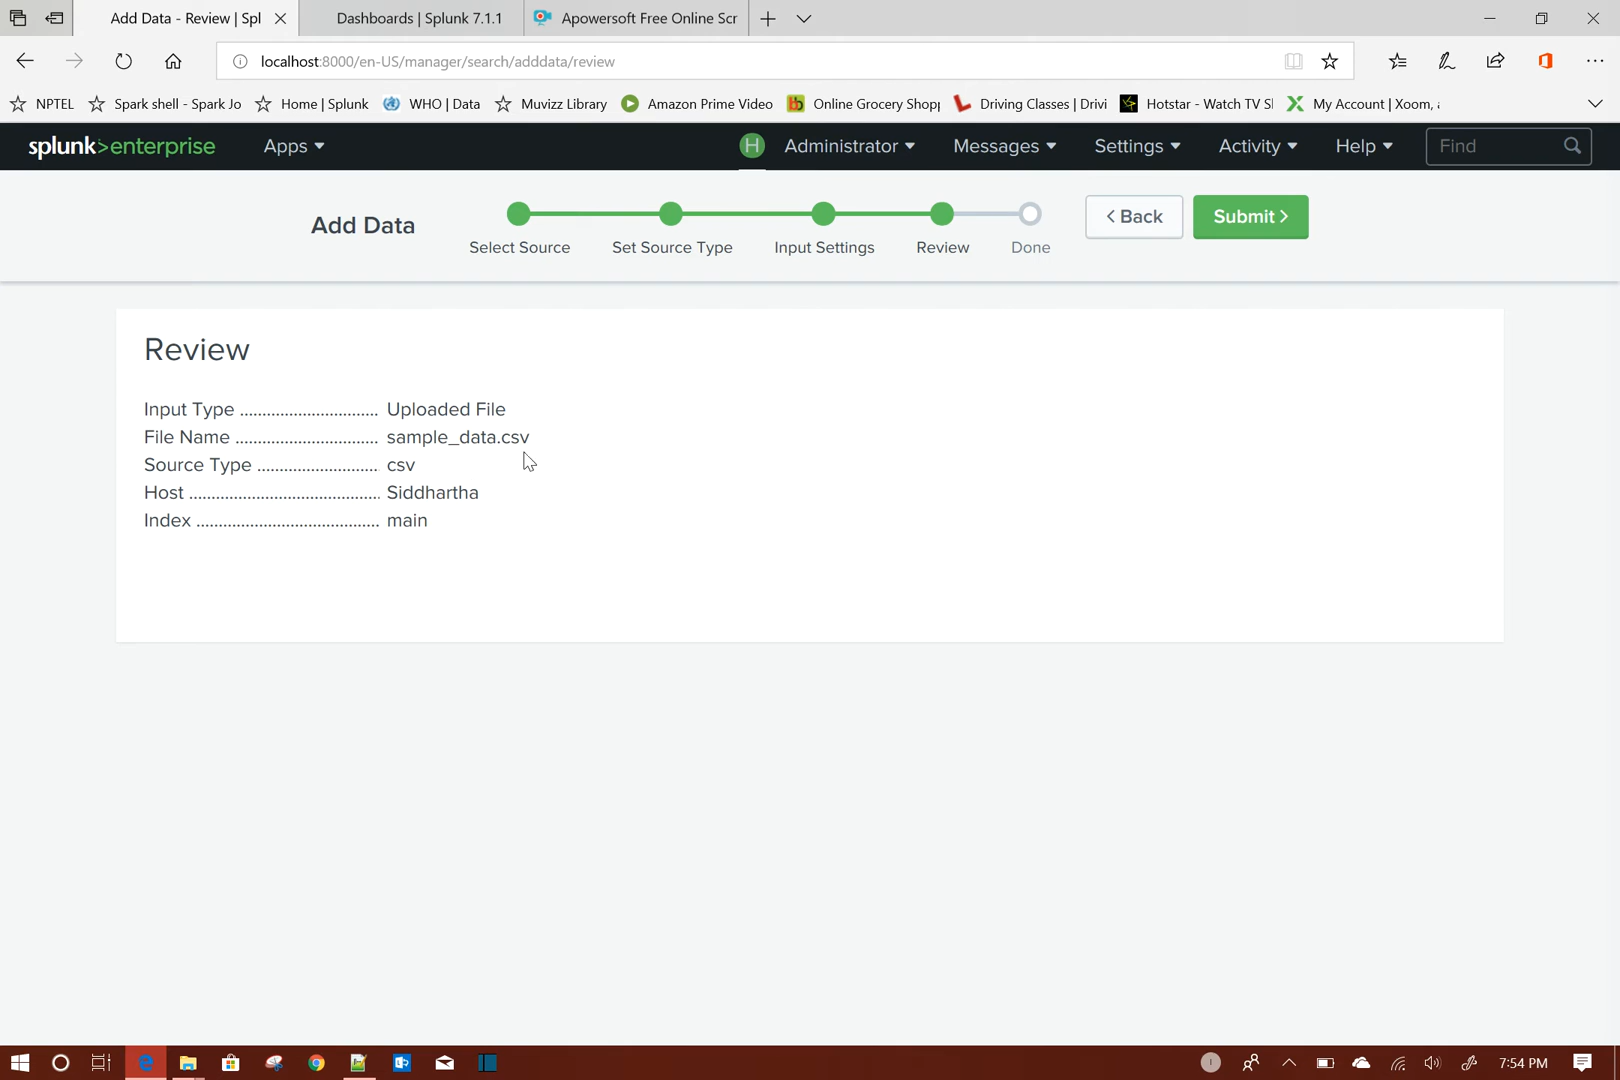 Add Data - Review | Spl
Dashboards | Splunk 7.1.1
Apowersoft Free Online Scr
localhost:8000/en-US/manager/search/adddata/review
NPTEL
Spark shell - Spark Jo
Home | Splunk
WHO | Data
Muvizz Library
Amazon Prime Video
Online Grocery Shopp
Driving Classes | Drivi
Hotstar - Watch TV S
My Account | Xoom, a
splunk>enterprise
Apps
H
Administrator
Messages
Settings
Activity
Help
Find
Add Data
Select Source
Set Source Type
Input Settings
Review
Done
< Back
Submit >
Review
Input Type ............................... Uploaded File
File Name ................................ sample_data.csv
Source Type ........................... csv
Host ........................................... Siddhartha
Index ......................................... main
7:54 PM